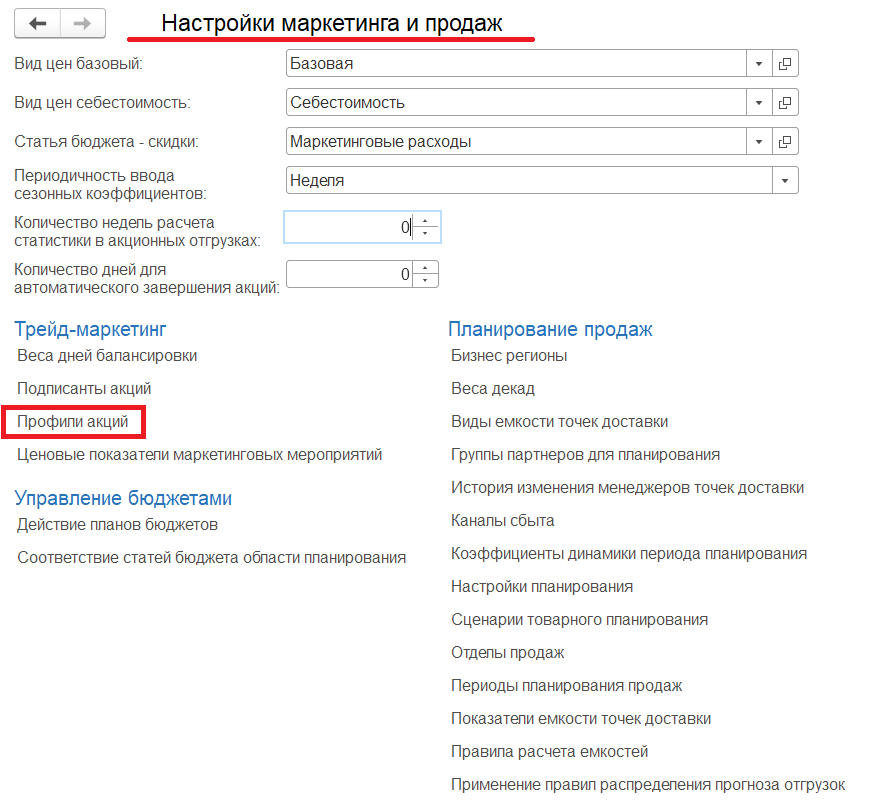 Настройки маркетинга и продаж
Вид цен базовый:
Базовая
Вид цен себестоимость:
Себестоимость
Статья бюджета - скидки:
Маркетинговые расходы
Периодичность ввода
сезонных коэффициентов:
Неделя
Количество недель расчета
статистики в акционных отгрузках:
0
Количество дней для
автоматического завершения акций:
0
Трейд-маркетинг
Веса дней балансировки
Подписанты акций
Профили акций
Ценовые показатели маркетинговых мероприятий
Управление бюджетами
Действие планов бюджетов
Соответствие статей бюджета области планирования
Планирование продаж
Бизнес регионы
Веса декад
Виды емкости точек доставки
Группы партнеров для планирования
История изменения менеджеров точек доставки
Каналы сбыта
Коэффициенты динамики периода планирования
Настройки планирования
Сценарии товарного планирования
Отделы продаж
Периоды планирования продаж
Показатели емкости точек доставки
Правила расчета емкостей
Применение правил распределения прогноза отгрузок